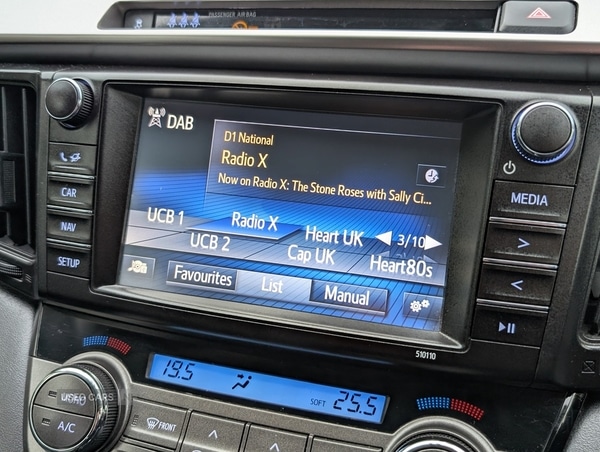 PASSENGER AIR BAG
DAB
D1 National
Radio X
Now on Radio X: The Stone Roses with Sally Ci...
UCB 1
Radio X
Heart UK
3/10
UCB 2
Cap UK
Heart80s
Favourites
List
Manual
CAR
NAV
SETUP
MEDIA
>
<
510110
19.5
SOFT
25.5
A/C
FRONT
USED CARS